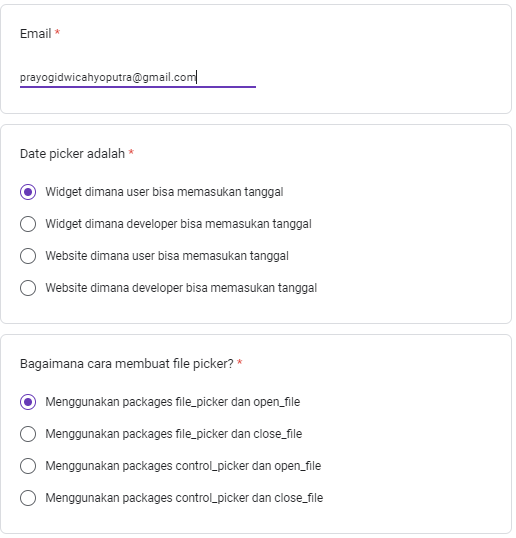 Email *
prayogidwicahyoputra@gmail.com
Date picker adalah *
Widget dimana user bisa memasukan tanggal
Widget dimana developer bisa memasukan tanggal
Website dimana user bisa memasukan tanggal
Website dimana developer bisa memasukan tanggal
Bagaimana cara membuat file picker? *
Menggunakan packages file_picker dan open_file
Menggunakan packages file_picker dan close_file
Menggunakan packages control_picker dan open_file
Menggunakan packages control_picker dan close_file